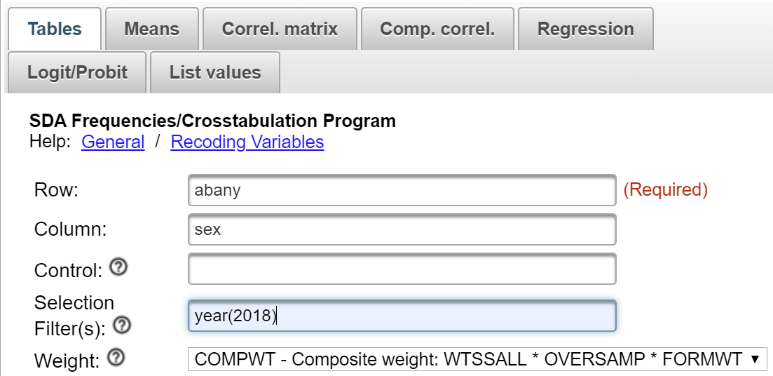 Tables Means Correl. matrix Comp. correl. Regression
Logit/Probit List values
SDA Frequencies/Crosstabulation Program
Help: General / Recoding Variables
Row: abany (Required)
Column: sex
Control: ?
Selection
Filter(s): ? year(2018)
Weight: ? COMPWT - Composite weight: WTSSALL * OVERSAMP * FORMWT ▼